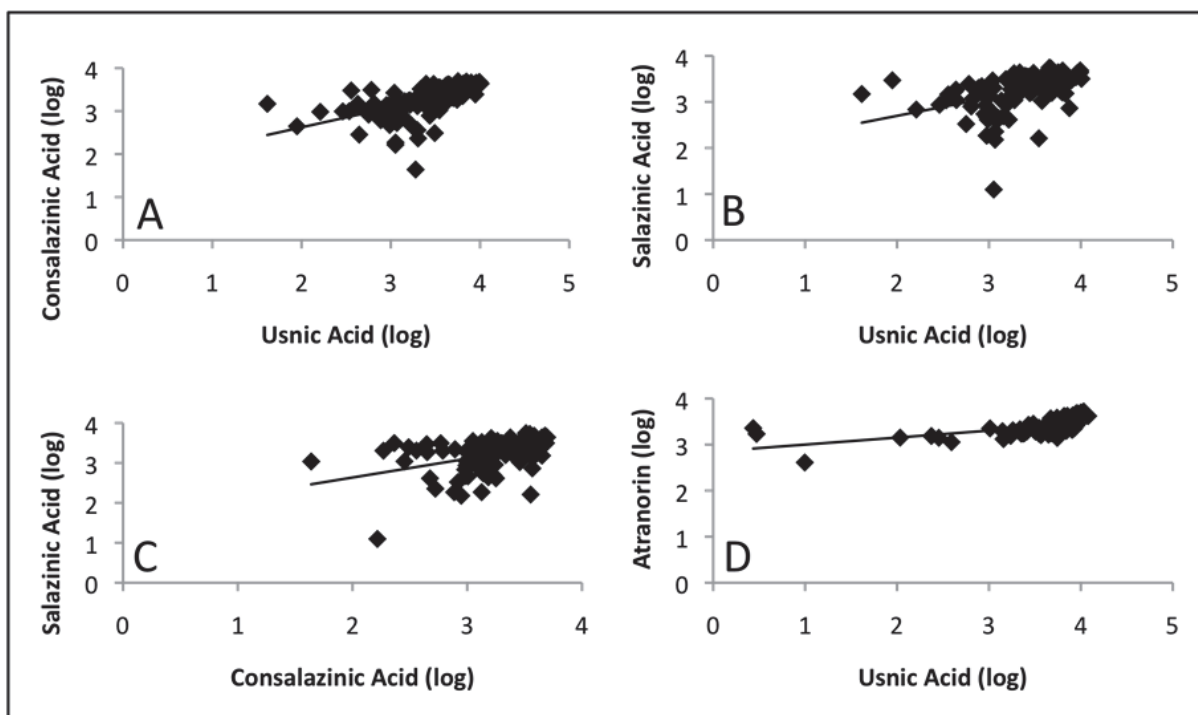 4
3
2
1
0
Consalazinic Acid (log)
A
0 1 2 3 4 5
Usnic Acid (log)
4
3
2
1
0
Salazinic Acid (log)
B
0 1 2 3 4 5
Usnic Acid (log)
4
3
2
1
0
Salazinic Acid (log)
C
0 1 2 3 4
Consalazinic Acid (log)
4
3
2
1
0
Atranorin (log)
D
0 1 2 3 4 5
Usnic Acid (log)